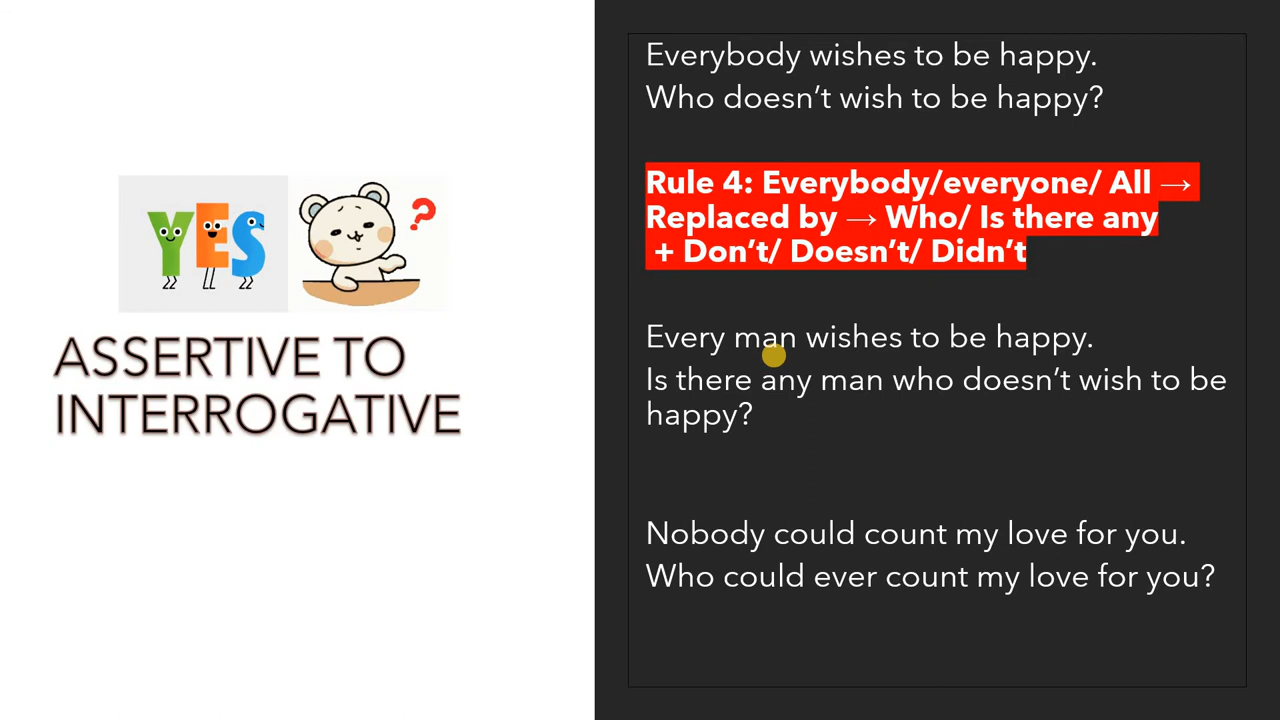 YES
?
ASSERTIVE TO
INTERROGATIVE
Everybody wishes to be happy.
Who doesn’t wish to be happy?
Rule 4: Everybody/everyone/ All →
Replaced by → Who/ Is there any
+ Don’t/ Doesn’t/ Didn’t
Every man wishes to be happy.
Is there any man who doesn’t wish to be
happy?
Nobody could count my love for you.
Who could ever count my love for you?